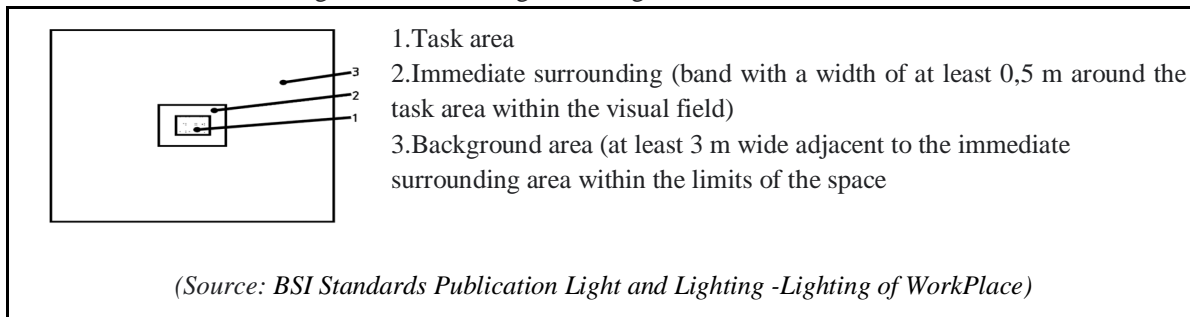 1.Task area
3
2.Immediate surrounding (band with a width of at least 0,5 m around the
2
task area within the visual field)
1
3.Background area (at least 3 m wide adjacent to the immediate
surrounding area within the limits of the space
(Source: BSI Standards Publication Light and Lighting -Lighting of WorkPlace)